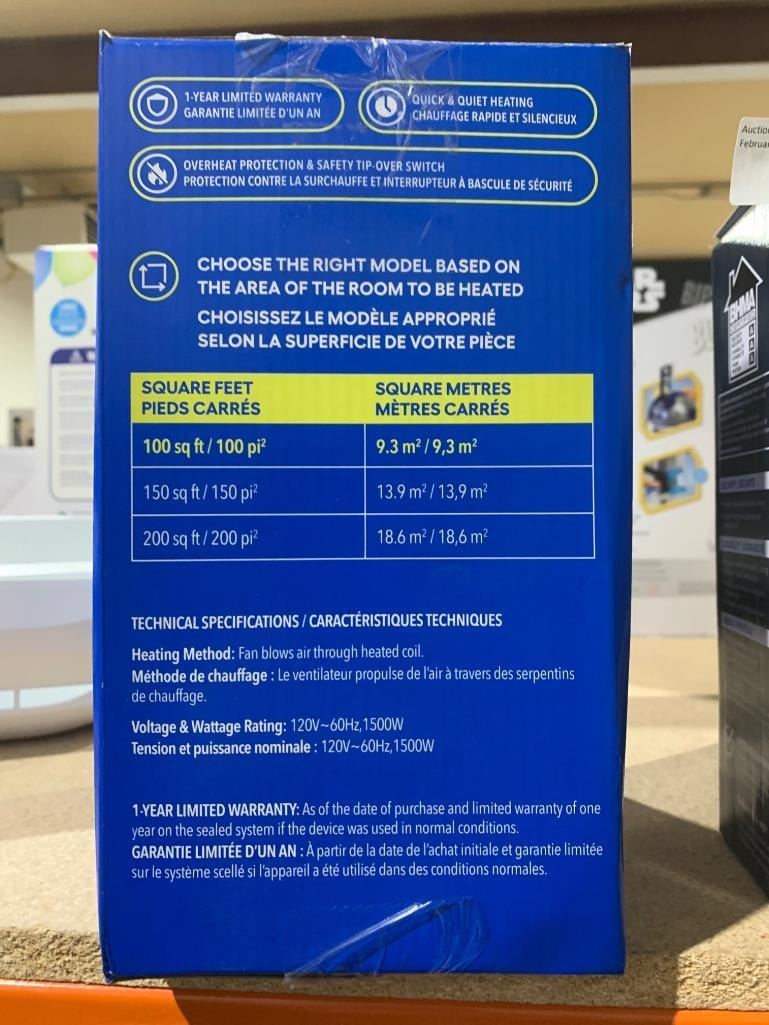 1-YEAR LIMITED WARRANTY
GARANTIE LIMITÉE D'UN AN
QUICK & QUIET HEATING
CHAUFFAGE RAPIDE ET SILENCIEUX
OVERHEAT PROTECTION & SAFETY TIP-OVER SWITCH
PROTECTION CONTRE LA SURCHAUFFE ET INTERRUPTEUR À BASCULE DE SÉCURITÉ
CHOOSE THE RIGHT MODEL BASED ON
THE AREA OF THE ROOM TO BE HEATED
CHOISISSEZ LE MODÈLE APPROPRIÉ
SELON LA SUPERFICIE DE VOTRE PIÈCE
SQUARE FEET
PIEDS CARRÉS
SQUARE METRES
MÈTRES CARRÉS
100 sq ft / 100 pi² 9.3 m² / 9,3 m²
150 sq ft / 150 pi² 13.9 m² / 13,9 m²
200 sq ft / 200 pi² 18.6 m² / 18,6 m²
TECHNICAL SPECIFICATIONS / CARACTÉRISTIQUES TECHNIQUES
Heating Method: Fan blows air through heated coil.
Méthode de chauffage : Le ventilateur propulse de l'air à travers des serpentins
de chauffage.
Voltage & Wattage Rating: 120V~60Hz,1500W
Tension et puissance nominale : 120V~60Hz,1500W
1-YEAR LIMITED WARRANTY: As of the date of purchase and limited warranty of one
year on the sealed system if the device was used in normal conditions.
GARANTIE LIMITÉE D'UN AN : À partir de la date de l'achat initiale et garantie limitée
sur le système scellé si l'appareil a été utilisé dans des conditions normales.
BHMA